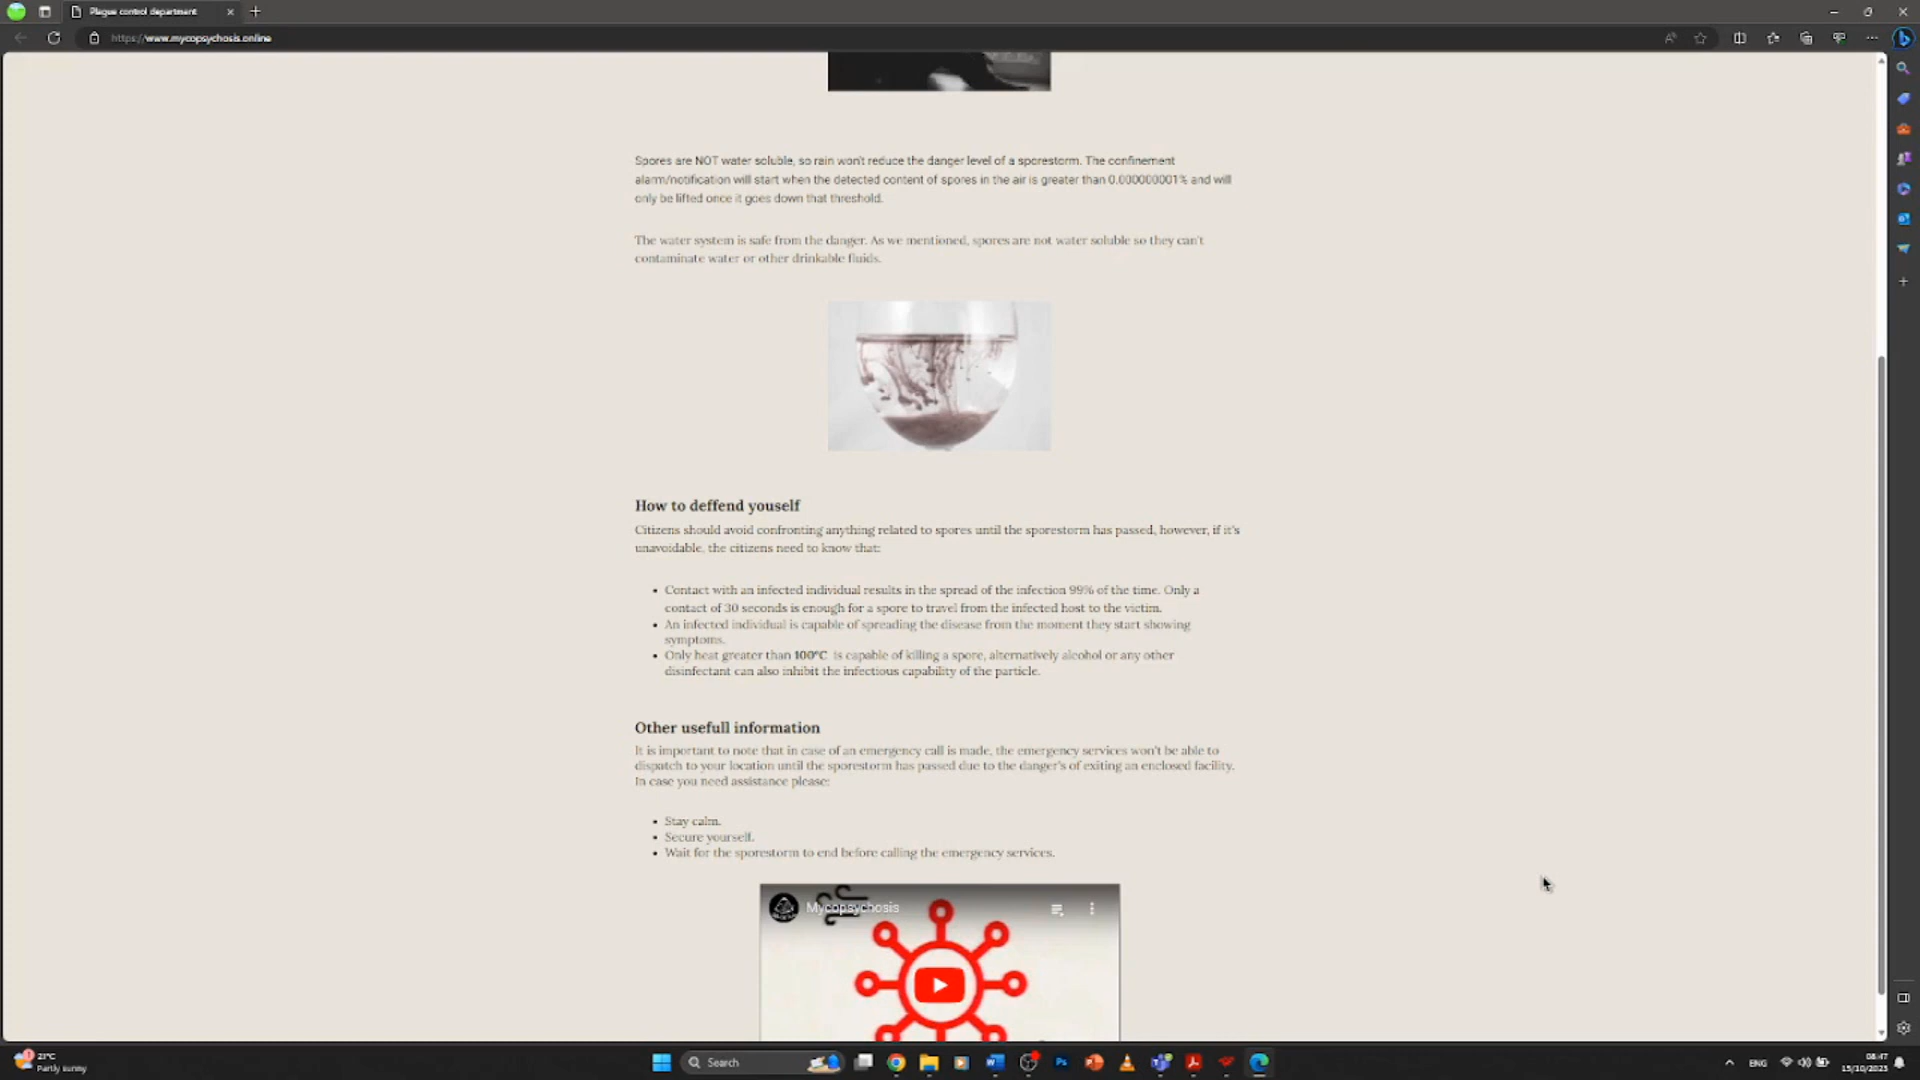 Plague control department
https://www.mycopsychosis.online
Spores are NOT water soluble, so rain won't reduce the danger level of a sporestorm. The confinement
alarm/notification will start when the detected content of spores in the air is greater than 0.000000001% and will
only be lifted once it goes down that threshold.
The water system is safe from the danger. As we mentioned, spores are not water soluble so they can't
contaminate water or other drinkable fluids.
How to deffend youself
Citizens should avoid confronting anything related to spores until the sporestorm has passed, however, if it's
unavoidable, the citizens need to know that:
• Contact with an infected individual results in the spread of the infection 99% of the time. Only a
contact of 30 seconds is enough for a spore to travel from the infected host to the victim.
• An infected individual is capable of spreading the disease from the moment they start showing
symptoms.
• Only heat greater than 100°C is capable of killing a spore, alternatively alcohol or any other
disinfectant can also inhibit the infectious capability of the particle.
Other usefull information
It is important to note that in case of an emergency call is made, the emergency services won't be able to
dispatch to your location until the sporestorm has passed due to the danger's of exiting an enclosed facility.
In case you need assistance please:
• Stay calm.
• Secure yourself.
• Wait for the sporestorm to end before calling the emergency services.
Mycopsychosis
21°C
Partly sunny
Search
ENG
08:47
15/10/2023